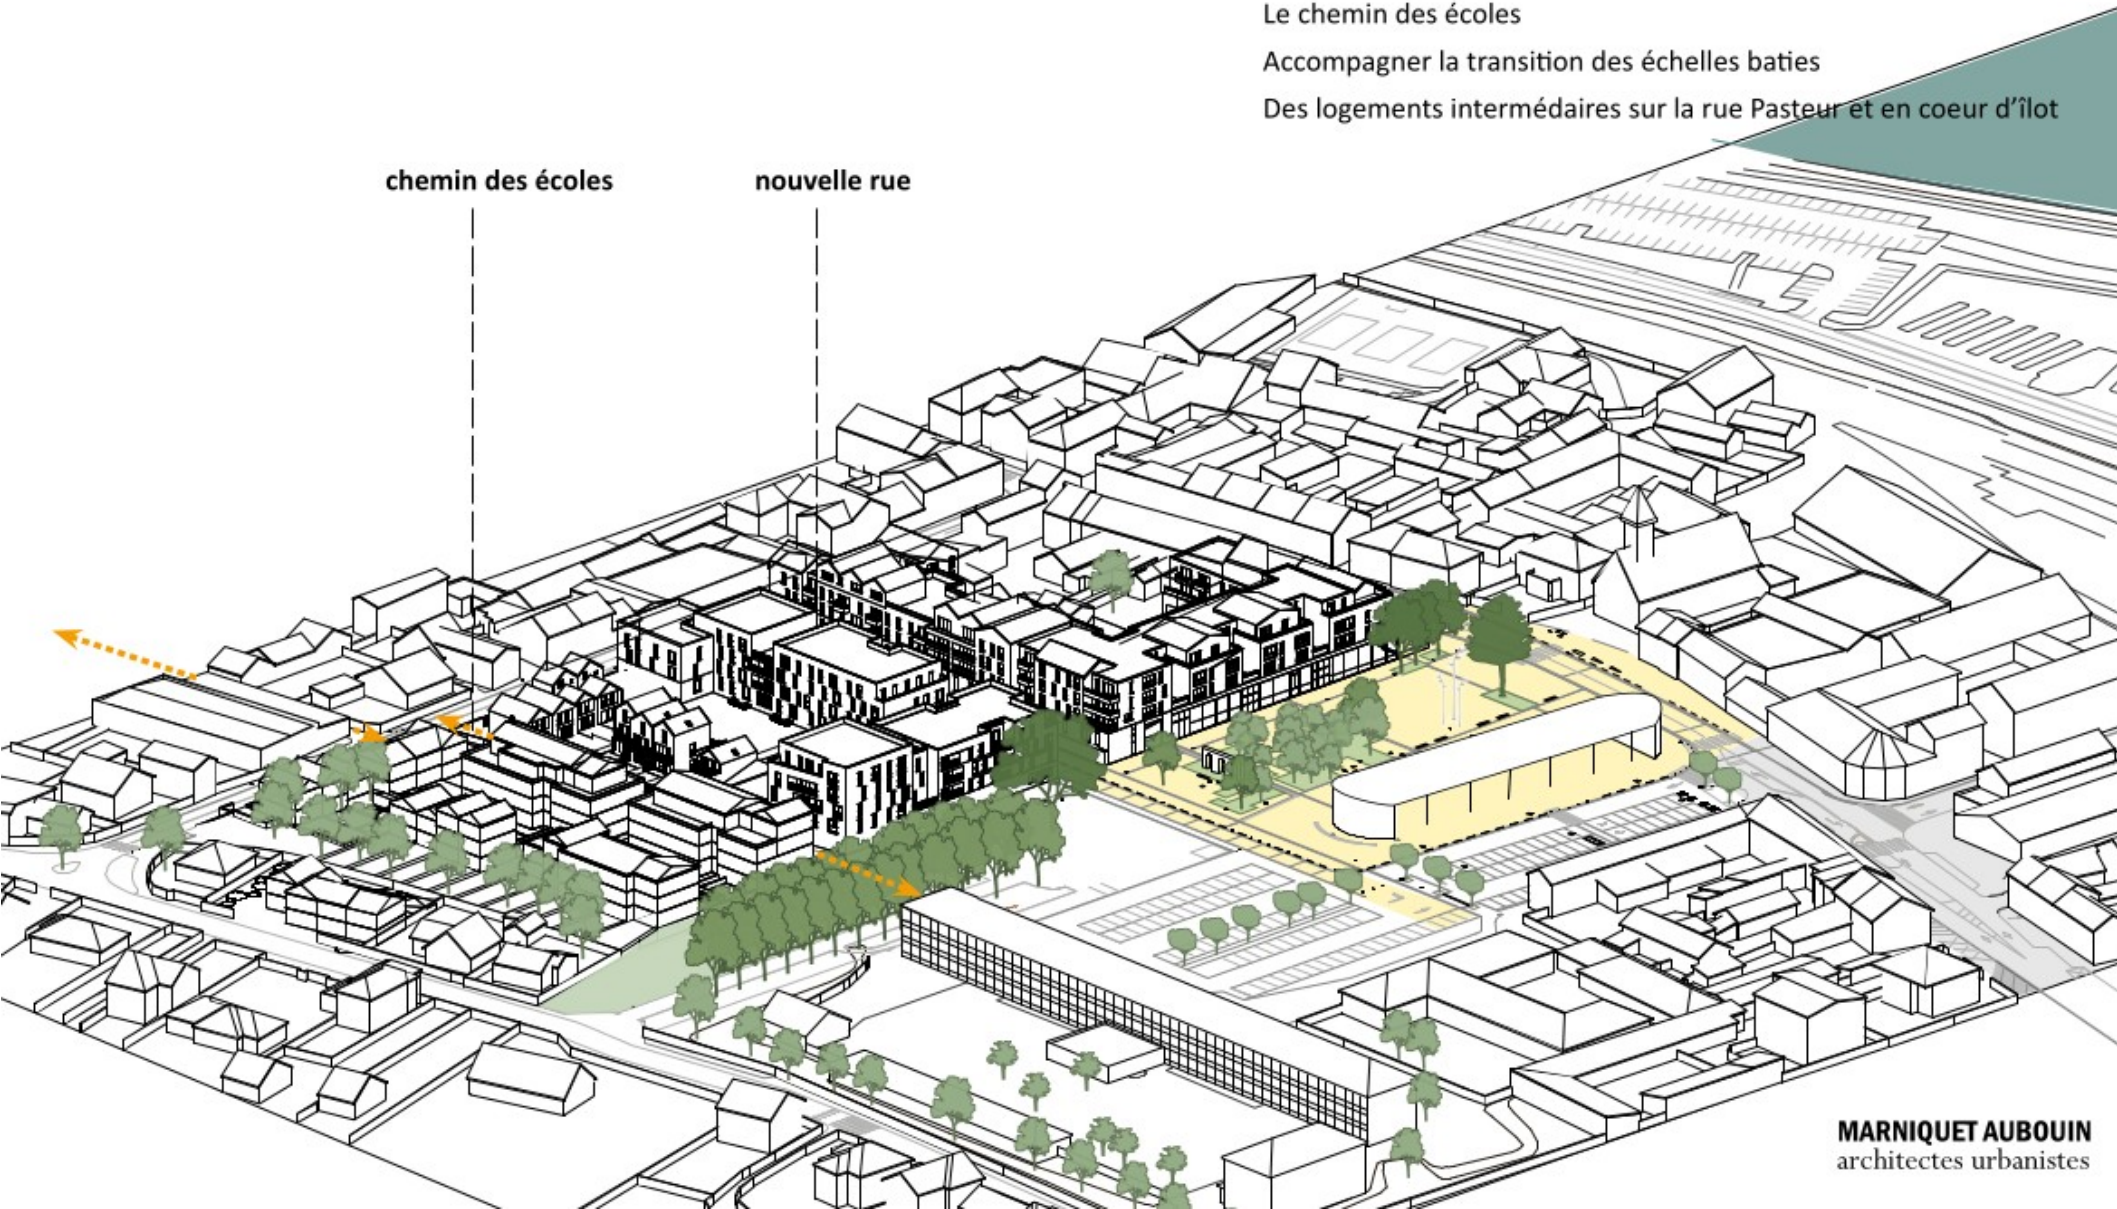 Le chemin des écoles
Accompagner la transition des échelles baties
Des logements intermédaires sur la rue Pasteur et en coeur d'îlot
chemin des écoles
nouvelle rue
MARNIQUET AUBOUIN
architectes urbanistes